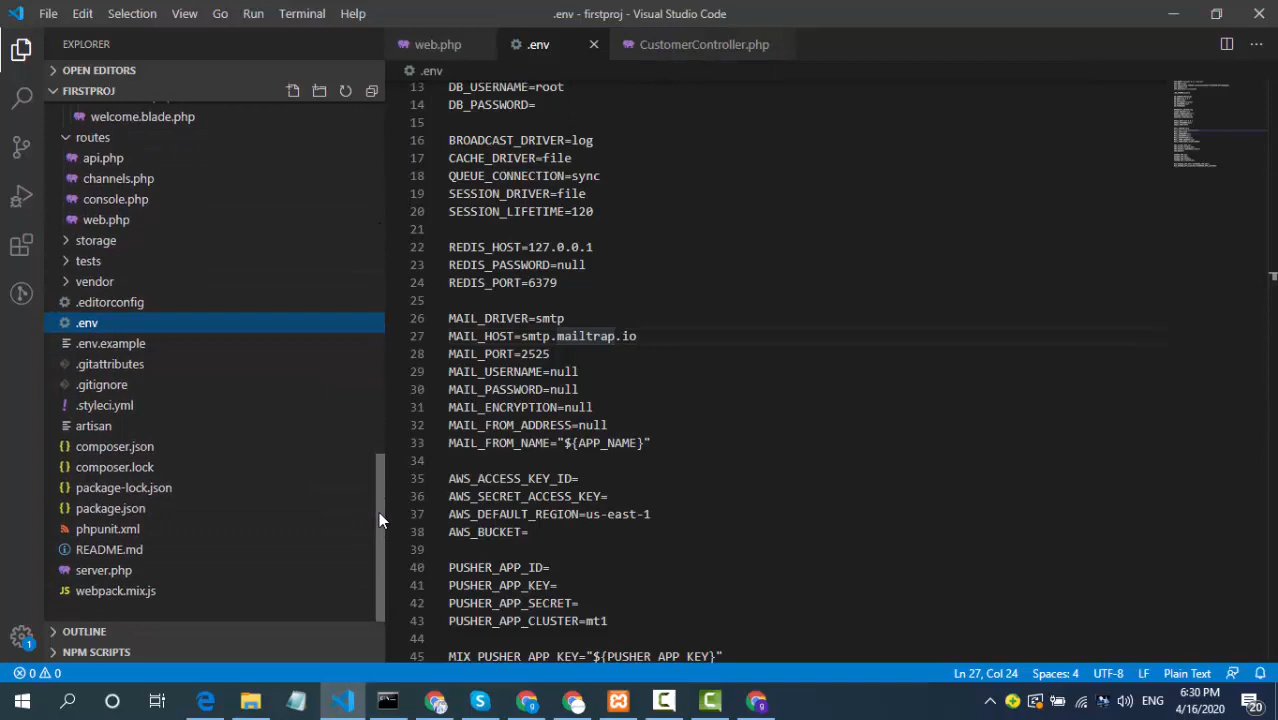 File Edit Selection View Go Run Terminal Help
.env - firstproj - Visual Studio Code
EXPLORER
web.php
.env
CustomerController.php
OPEN EDITORS
FIRSTPROJ
welcome.blade.php
routes
api.php
channels.php
console.php
web.php
storage
tests
vendor
.editorconfig
.env
.env.example
.gitattributes
.gitignore
.styleci.yml
artisan
composer.json
composer.lock
package-lock.json
package.json
phpunit.xml
README.md
server.php
webpack.mix.js
OUTLINE
NPM SCRIPTS
.env
13 DB_USERNAME=root
14 DB_PASSWORD=
15
16 BROADCAST_DRIVER=log
17 CACHE_DRIVER=file
18 QUEUE_CONNECTION=sync
19 SESSION_DRIVER=file
20 SESSION_LIFETIME=120
21
22 REDIS_HOST=127.0.0.1
23 REDIS_PASSWORD=null
24 REDIS_PORT=6379
25
26 MAIL_DRIVER=smtp
27 MAIL_HOST=smtp.mailtrap.io
28 MAIL_PORT=2525
29 MAIL_USERNAME=null
30 MAIL_PASSWORD=null
31 MAIL_ENCRYPTION=null
32 MAIL_FROM_ADDRESS=null
33 MAIL_FROM_NAME="${APP_NAME}"
34
35 AWS_ACCESS_KEY_ID=
36 AWS_SECRET_ACCESS_KEY=
37 AWS_DEFAULT_REGION=us-east-1
38 AWS_BUCKET=
39
40 PUSHER_APP_ID=
41 PUSHER_APP_KEY=
42 PUSHER_APP_SECRET=
43 PUSHER_APP_CLUSTER=mt1
44
45 MIX_PUSHER_APP_KEY="${PUSHER_APP_KEY}"
1
0 0
Ln 27, Col 24 Spaces: 4 UTF-8 LF Plain Text
ENG
6:30 PM
4/16/2020
20